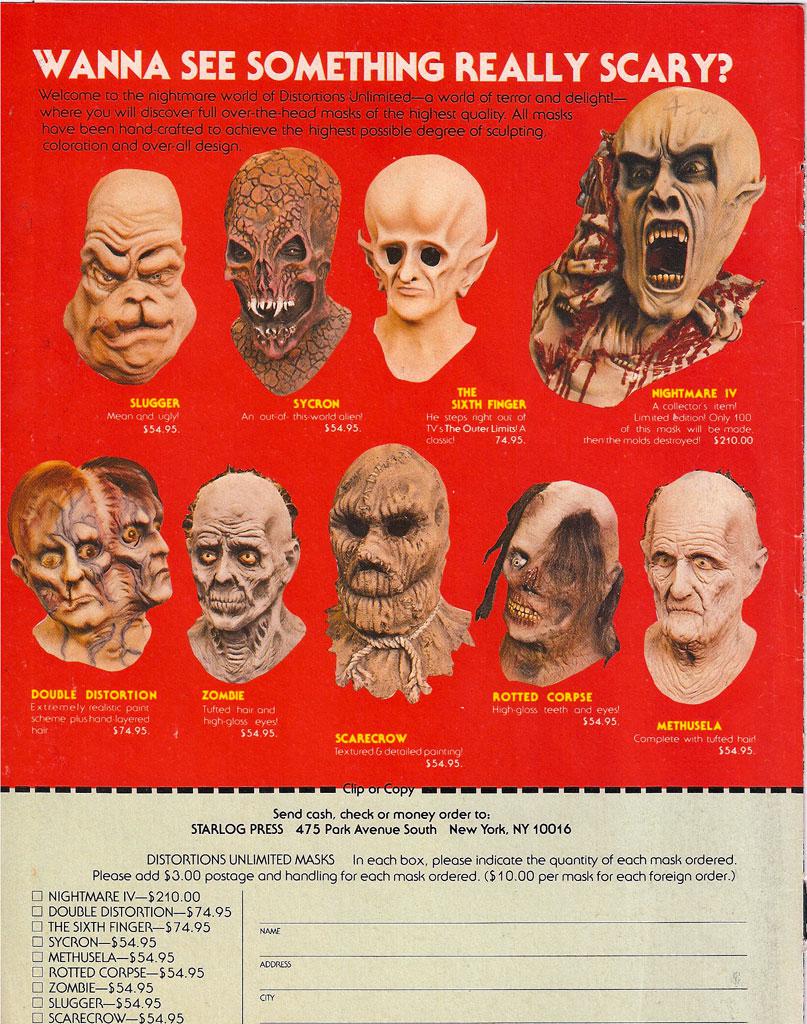 WANNA SEE SOMETHING REALLY SCARY?
Welcome to the nightmare world of Distortions Unlimited—a world of terror and delight!—
where you will discover full over-the-head masks of the highest quality. All masks
have been hand-crafted to achieve the highest possible degree of sculpting,
coloration and over-all design.
SLUGGER
Mean and ugly!
$54.95.
SYCRON
An out-of- this-world alien!
$54.95.
THE
SIXTH FINGER
He steps right out of
TV's The Outer Limits! A
classic! 74.95.
NIGHTMARE IV
A collector's item!
Limited edition! Only 100
of this mask will be made,
then the molds destroyed! $210.00
DOUBLE DISTORTION
Extremely realistic paint
scheme plus hand-layered
hair $74.95.
ZOMBIE
Tufted hair and
high-gloss eyes!
$54.95.
SCARECROW
Textured & detailed painting!
$54.95.
ROTTED CORPSE
High-gloss teeth and eyes!
$54.95.
METHUSELA
Complete with tufted hair!
$54.95.
Clip or Copy
Send cash, check or money order to:
STARLOG PRESS 475 Park Avenue South New York, NY 10016
DISTORTIONS UNLIMITED MASKS In each box, please indicate the quantity of each mask ordered.
Please add $3.00 postage and handling for each mask ordered. ($10.00 per mask for each foreign order.)
NIGHTMARE IV—$210.00
DOUBLE DISTORTION—$74.95
THE SIXTH FINGER—$74.95
SYCRON—$54.95
METHUSELA—$54.95
ROTTED CORPSE—$54.95
ZOMBIE—$54.95
SLUGGER—$54.95
SCARECROW—$54.95
NAME
ADDRESS
CITY